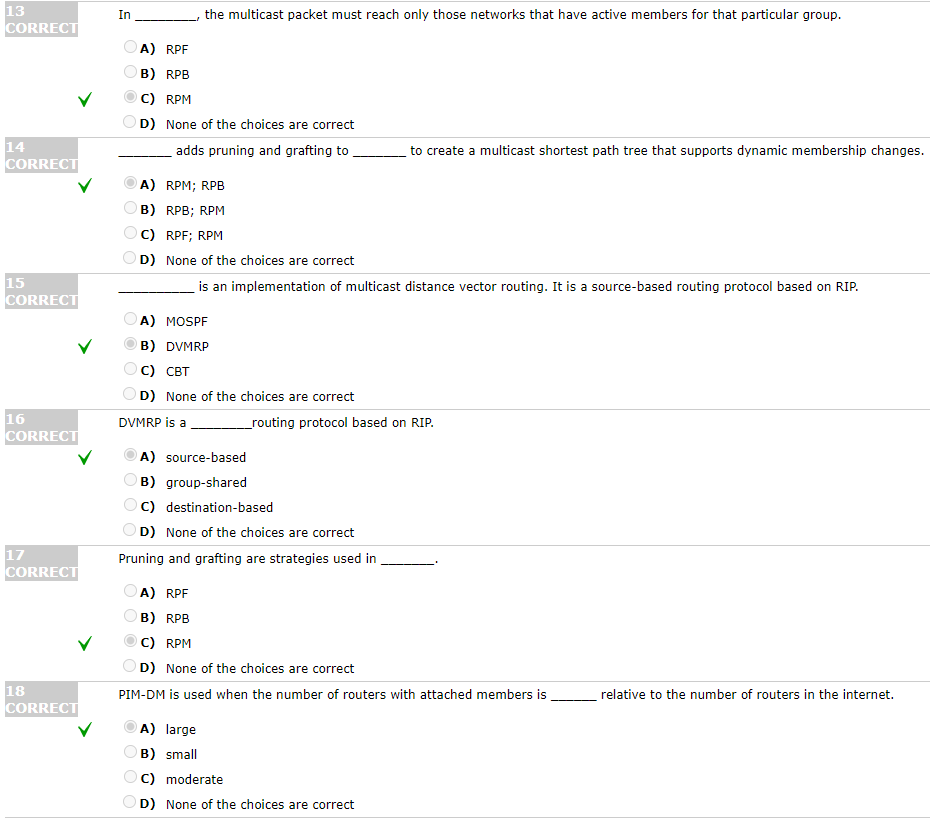 13
CORRECT
In ________, the multicast packet must reach only those networks that have active members for that particular group.
A) RPF
B) RPB
C) RPM
D) None of the choices are correct
14
CORRECT
_______ adds pruning and grafting to _______ to create a multicast shortest path tree that supports dynamic membership changes.
A) RPM; RPB
B) RPB; RPM
C) RPF; RPM
D) None of the choices are correct
15
CORRECT
__________ is an implementation of multicast distance vector routing. It is a source-based routing protocol based on RIP.
A) MOSPF
B) DVMRP
C) CBT
D) None of the choices are correct
16
CORRECT
DVMRP is a ________routing protocol based on RIP.
A) source-based
B) group-shared
C) destination-based
D) None of the choices are correct
17
CORRECT
Pruning and grafting are strategies used in _______.
A) RPF
B) RPB
C) RPM
D) None of the choices are correct
18
CORRECT
PIM-DM is used when the number of routers with attached members is ______ relative to the number of routers in the internet.
A) large
B) small
C) moderate
D) None of the choices are correct